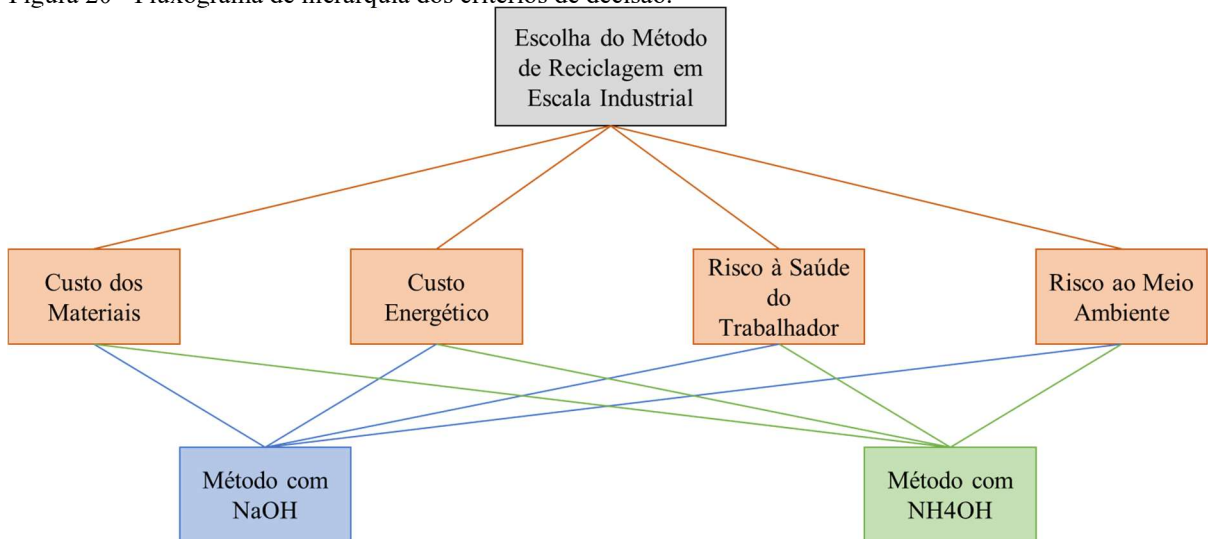 Figura 20 - Fluxograma de hierarquia dos critérios de decisão.
Escolha do Método
de Reciclagem em
Escala Industrial
Custo dos
Materiais
Custo
Energético
Risco à Saúde
do
Trabalhador
Risco ao Meio
Ambiente
Método com
NaOH
Método com
NH4OH